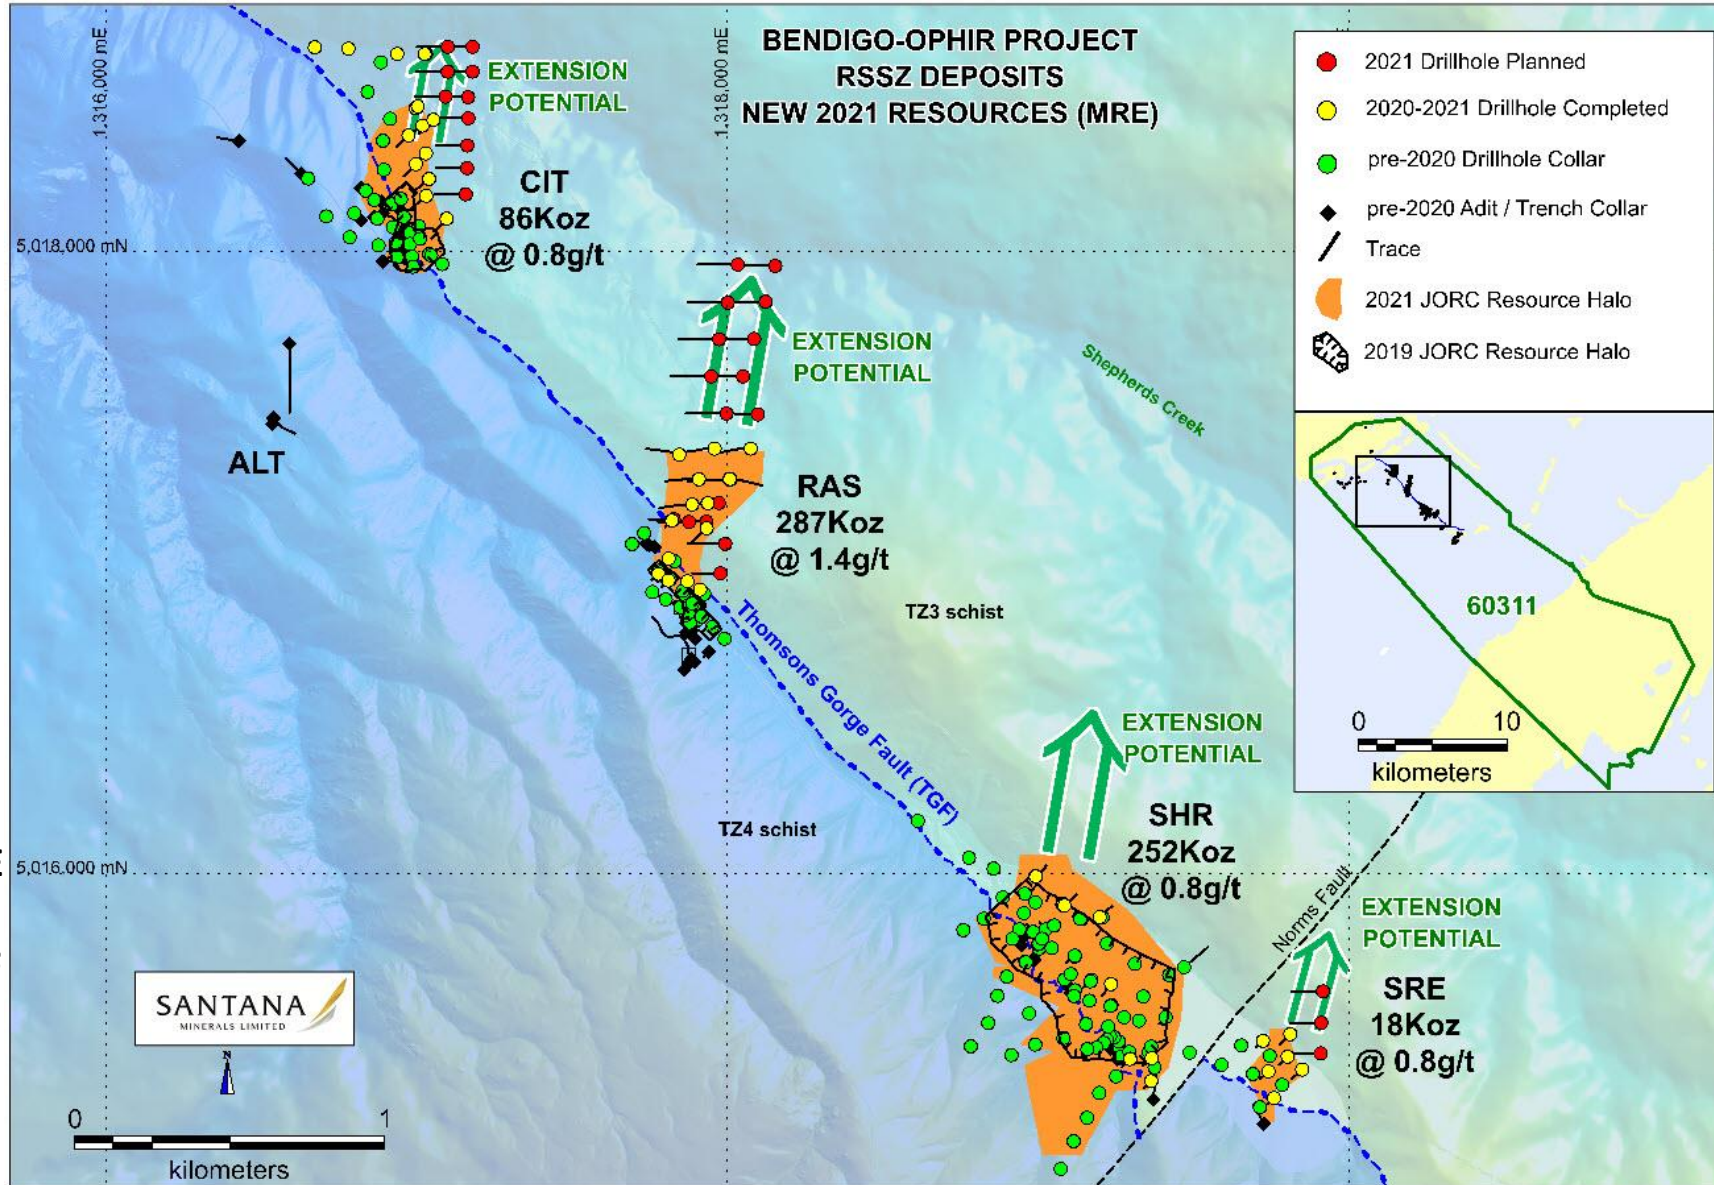 BENDIGO-OPHIR PROJECT
RSSZ DEPOSITS
NEW 2021 RESOURCES (MRE)
1,316,000 mE
1,318,000 mE
5,018,000 mN
5,016,000 mN
EXTENSION
POTENTIAL
CIT
86Koz
@ 0.8g/t
EXTENSION
POTENTIAL
Shepherds Creek
ALT
RAS
287Koz
@ 1.4g/t
TZ3 schist
Thomsons Gorge Fault (TGF)
TZ4 schist
EXTENSION
POTENTIAL
SHR
252Koz
@ 0.8g/t
Norms Fault
EXTENSION
POTENTIAL
SRE
18Koz
@ 0.8g/t
2021 Drillhole Planned
2020-2021 Drillhole Completed
pre-2020 Drillhole Collar
pre-2020 Adit / Trench Collar
Trace
2021 JORC Resource Halo
2019 JORC Resource Halo
60311
0 10
kilometers
SANTANA
MINERALS LIMITED
N
0 1
kilometers